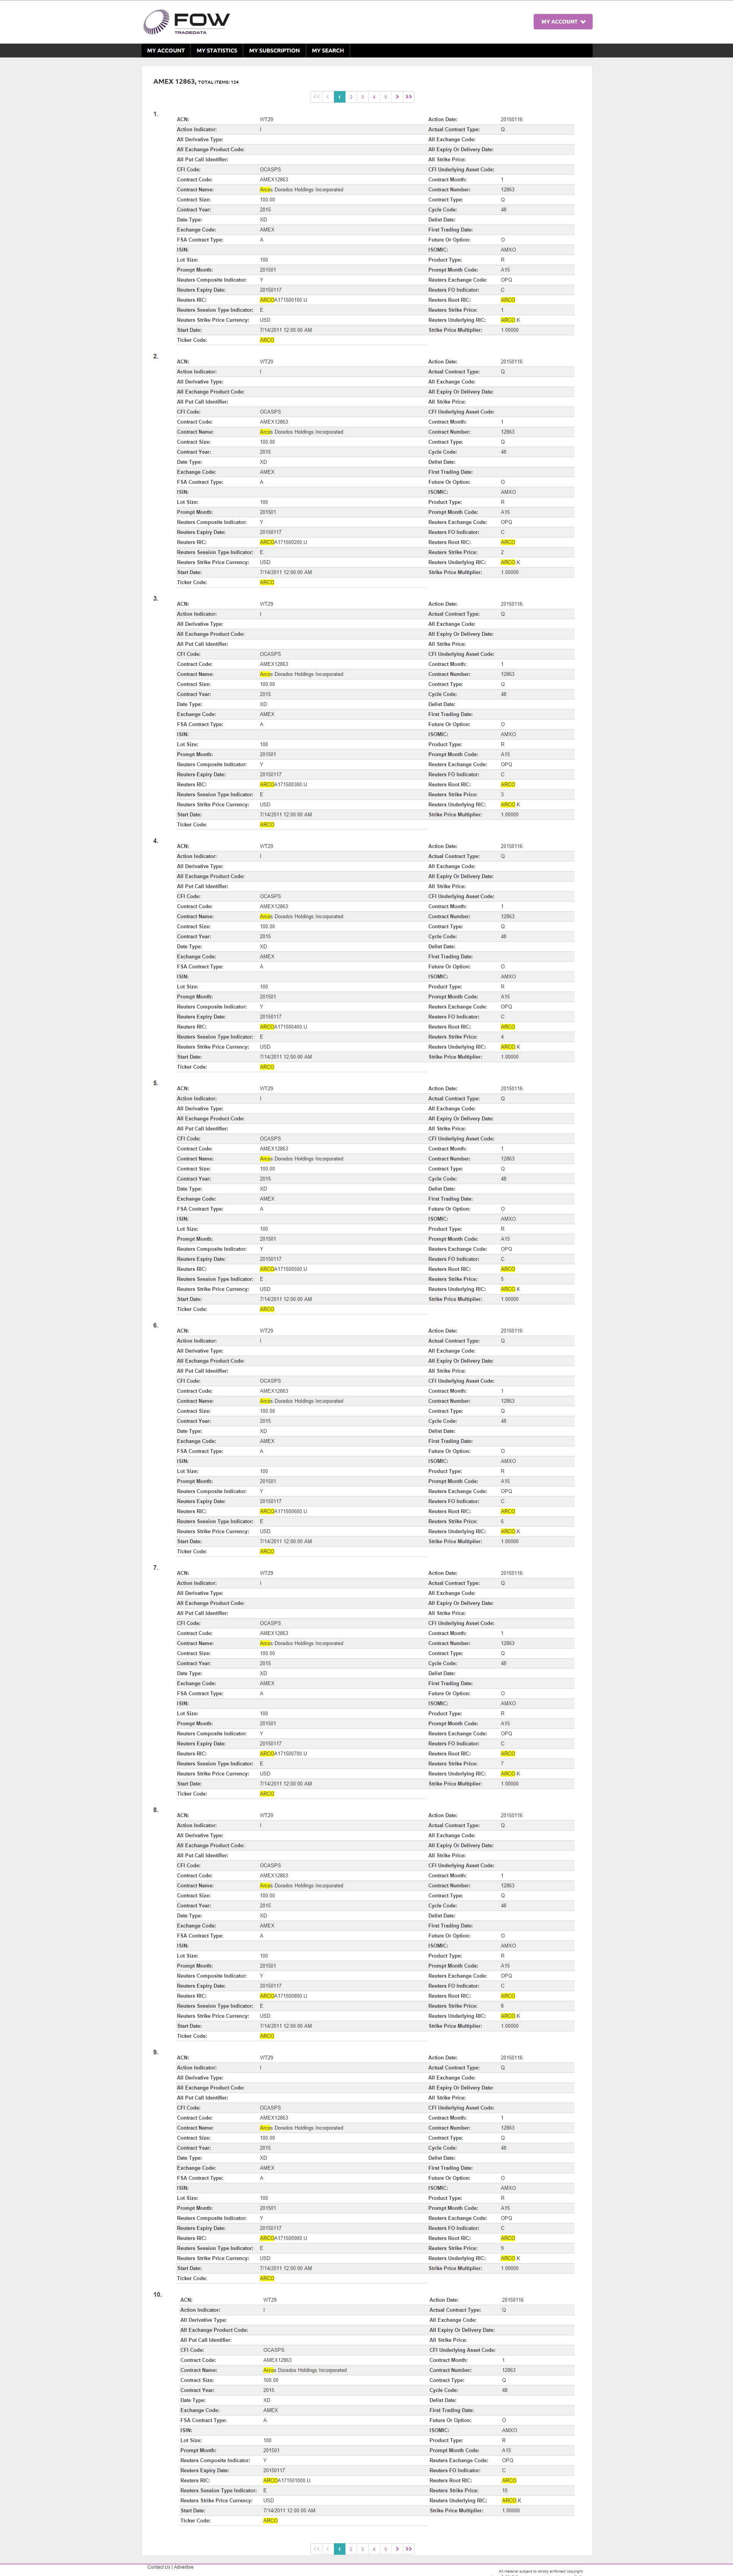 FOW
TRADEDATA
MY ACCOUNT
MY ACCOUNT MY STATISTICS MY SUBSCRIPTION MY SEARCH
AMEX 12863, TOTAL ITEMS: 124
<< < 1 2 3 4 5 > >>
1.
ACN: WT29 Action Date: 20150116
Action Indicator: I Actual Contract Type: Q
All Derivative Type: All Exchange Code:
All Exchange Product Code: All Expiry Or Delivery Date:
All Put Call Identifier: All Strike Price:
CFI Code: OCASPS CFI Underlying Asset Code:
Contract Code: AMEX12863 Contract Month: 1
Contract Name: Arcos Dorados Holdings Incorporated Contract Number: 12863
Contract Size: 100.00 Contract Type: Q
Contract Year: 2015 Cycle Code: 48
Date Type: XD Delist Date:
Exchange Code: AMEX First Trading Date:
FSA Contract Type: A Future Or Option: O
ISIN: ISOMIC: AMXO
Lot Size: 100 Product Type: R
Prompt Month: 201501 Prompt Month Code: A15
Reuters Composite Indicator: Y Reuters Exchange Code: OPQ
Reuters Expiry Date: 20150117 Reuters FO Indicator: C
Reuters RIC: ARCOA171500100.U Reuters Root RIC: ARCO
Reuters Session Type Indicator: E Reuters Strike Price: 1
Reuters Strike Price Currency: USD Reuters Underlying RIC: ARCO.K
Start Date: 7/14/2011 12:00:00 AM Strike Price Multiplier: 1.00000
Ticker Code: ARCO
2.
ACN: WT29 Action Date: 20150116
Action Indicator: I Actual Contract Type: Q
All Derivative Type: All Exchange Code:
All Exchange Product Code: All Expiry Or Delivery Date:
All Put Call Identifier: All Strike Price:
CFI Code: OCASPS CFI Underlying Asset Code:
Contract Code: AMEX12863 Contract Month: 1
Contract Name: Arcos Dorados Holdings Incorporated Contract Number: 12863
Contract Size: 100.00 Contract Type: Q
Contract Year: 2015 Cycle Code: 48
Date Type: XD Delist Date:
Exchange Code: AMEX First Trading Date:
FSA Contract Type: A Future Or Option: O
ISIN: ISOMIC: AMXO
Lot Size: 100 Product Type: R
Prompt Month: 201501 Prompt Month Code: A15
Reuters Composite Indicator: Y Reuters Exchange Code: OPQ
Reuters Expiry Date: 20150117 Reuters FO Indicator: C
Reuters RIC: ARCOA171500200.U Reuters Root RIC: ARCO
Reuters Session Type Indicator: E Reuters Strike Price: 2
Reuters Strike Price Currency: USD Reuters Underlying RIC: ARCO.K
Start Date: 7/14/2011 12:00:00 AM Strike Price Multiplier: 1.00000
Ticker Code: ARCO
3.
ACN: WT29 Action Date: 20150116
Action Indicator: I Actual Contract Type: Q
All Derivative Type: All Exchange Code:
All Exchange Product Code: All Expiry Or Delivery Date:
All Put Call Identifier: All Strike Price:
CFI Code: OCASPS CFI Underlying Asset Code:
Contract Code: AMEX12863 Contract Month: 1
Contract Name: Arcos Dorados Holdings Incorporated Contract Number: 12863
Contract Size: 100.00 Contract Type: Q
Contract Year: 2015 Cycle Code: 48
Date Type: XD Delist Date:
Exchange Code: AMEX First Trading Date:
FSA Contract Type: A Future Or Option: O
ISIN: ISOMIC: AMXO
Lot Size: 100 Product Type: R
Prompt Month: 201501 Prompt Month Code: A15
Reuters Composite Indicator: Y Reuters Exchange Code: OPQ
Reuters Expiry Date: 20150117 Reuters FO Indicator: C
Reuters RIC: ARCOA171500300.U Reuters Root RIC: ARCO
Reuters Session Type Indicator: E Reuters Strike Price: 3
Reuters Strike Price Currency: USD Reuters Underlying RIC: ARCO.K
Start Date: 7/14/2011 12:00:00 AM Strike Price Multiplier: 1.00000
Ticker Code: ARCO
4.
ACN: WT29 Action Date: 20150116
Action Indicator: I Actual Contract Type: Q
All Derivative Type: All Exchange Code:
All Exchange Product Code: All Expiry Or Delivery Date:
All Put Call Identifier: All Strike Price:
CFI Code: OCASPS CFI Underlying Asset Code:
Contract Code: AMEX12863 Contract Month: 1
Contract Name: Arcos Dorados Holdings Incorporated Contract Number: 12863
Contract Size: 100.00 Contract Type: Q
Contract Year: 2015 Cycle Code: 48
Date Type: XD Delist Date:
Exchange Code: AMEX First Trading Date:
FSA Contract Type: A Future Or Option: O
ISIN: ISOMIC: AMXO
Lot Size: 100 Product Type: R
Prompt Month: 201501 Prompt Month Code: A15
Reuters Composite Indicator: Y Reuters Exchange Code: OPQ
Reuters Expiry Date: 20150117 Reuters FO Indicator: C
Reuters RIC: ARCOA171500400.U Reuters Root RIC: ARCO
Reuters Session Type Indicator: E Reuters Strike Price: 4
Reuters Strike Price Currency: USD Reuters Underlying RIC: ARCO.K
Start Date: 7/14/2011 12:00:00 AM Strike Price Multiplier: 1.00000
Ticker Code: ARCO
5.
ACN: WT29 Action Date: 20150116
Action Indicator: I Actual Contract Type: Q
All Derivative Type: All Exchange Code:
All Exchange Product Code: All Expiry Or Delivery Date:
All Put Call Identifier: All Strike Price:
CFI Code: OCASPS CFI Underlying Asset Code:
Contract Code: AMEX12863 Contract Month: 1
Contract Name: Arcos Dorados Holdings Incorporated Contract Number: 12863
Contract Size: 100.00 Contract Type: Q
Contract Year: 2015 Cycle Code: 48
Date Type: XD Delist Date:
Exchange Code: AMEX First Trading Date:
FSA Contract Type: A Future Or Option: O
ISIN: ISOMIC: AMXO
Lot Size: 100 Product Type: R
Prompt Month: 201501 Prompt Month Code: A15
Reuters Composite Indicator: Y Reuters Exchange Code: OPQ
Reuters Expiry Date: 20150117 Reuters FO Indicator: C
Reuters RIC: ARCOA171500500.U Reuters Root RIC: ARCO
Reuters Session Type Indicator: E Reuters Strike Price: 5
Reuters Strike Price Currency: USD Reuters Underlying RIC: ARCO.K
Start Date: 7/14/2011 12:00:00 AM Strike Price Multiplier: 1.00000
Ticker Code: ARCO
6.
ACN: WT29 Action Date: 20150116
Action Indicator: I Actual Contract Type: Q
All Derivative Type: All Exchange Code:
All Exchange Product Code: All Expiry Or Delivery Date:
All Put Call Identifier: All Strike Price:
CFI Code: OCASPS CFI Underlying Asset Code:
Contract Code: AMEX12863 Contract Month: 1
Contract Name: Arcos Dorados Holdings Incorporated Contract Number: 12863
Contract Size: 100.00 Contract Type: Q
Contract Year: 2015 Cycle Code: 48
Date Type: XD Delist Date:
Exchange Code: AMEX First Trading Date:
FSA Contract Type: A Future Or Option: O
ISIN: ISOMIC: AMXO
Lot Size: 100 Product Type: R
Prompt Month: 201501 Prompt Month Code: A15
Reuters Composite Indicator: Y Reuters Exchange Code: OPQ
Reuters Expiry Date: 20150117 Reuters FO Indicator: C
Reuters RIC: ARCOA171500600.U Reuters Root RIC: ARCO
Reuters Session Type Indicator: E Reuters Strike Price: 6
Reuters Strike Price Currency: USD Reuters Underlying RIC: ARCO.K
Start Date: 7/14/2011 12:00:00 AM Strike Price Multiplier: 1.00000
Ticker Code: ARCO
7.
ACN: WT29 Action Date: 20150116
Action Indicator: I Actual Contract Type: Q
All Derivative Type: All Exchange Code:
All Exchange Product Code: All Expiry Or Delivery Date:
All Put Call Identifier: All Strike Price:
CFI Code: OCASPS CFI Underlying Asset Code:
Contract Code: AMEX12863 Contract Month: 1
Contract Name: Arcos Dorados Holdings Incorporated Contract Number: 12863
Contract Size: 100.00 Contract Type: Q
Contract Year: 2015 Cycle Code: 48
Date Type: XD Delist Date:
Exchange Code: AMEX First Trading Date:
FSA Contract Type: A Future Or Option: O
ISIN: ISOMIC: AMXO
Lot Size: 100 Product Type: R
Prompt Month: 201501 Prompt Month Code: A15
Reuters Composite Indicator: Y Reuters Exchange Code: OPQ
Reuters Expiry Date: 20150117 Reuters FO Indicator: C
Reuters RIC: ARCOA171500700.U Reuters Root RIC: ARCO
Reuters Session Type Indicator: E Reuters Strike Price: 7
Reuters Strike Price Currency: USD Reuters Underlying RIC: ARCO.K
Start Date: 7/14/2011 12:00:00 AM Strike Price Multiplier: 1.00000
Ticker Code: ARCO
8.
ACN: WT29 Action Date: 20150116
Action Indicator: I Actual Contract Type: Q
All Derivative Type: All Exchange Code:
All Exchange Product Code: All Expiry Or Delivery Date:
All Put Call Identifier: All Strike Price:
CFI Code: OCASPS CFI Underlying Asset Code:
Contract Code: AMEX12863 Contract Month: 1
Contract Name: Arcos Dorados Holdings Incorporated Contract Number: 12863
Contract Size: 100.00 Contract Type: Q
Contract Year: 2015 Cycle Code: 48
Date Type: XD Delist Date:
Exchange Code: AMEX First Trading Date:
FSA Contract Type: A Future Or Option: O
ISIN: ISOMIC: AMXO
Lot Size: 100 Product Type: R
Prompt Month: 201501 Prompt Month Code: A15
Reuters Composite Indicator: Y Reuters Exchange Code: OPQ
Reuters Expiry Date: 20150117 Reuters FO Indicator: C
Reuters RIC: ARCOA171500800.U Reuters Root RIC: ARCO
Reuters Session Type Indicator: E Reuters Strike Price: 8
Reuters Strike Price Currency: USD Reuters Underlying RIC: ARCO.K
Start Date: 7/14/2011 12:00:00 AM Strike Price Multiplier: 1.00000
Ticker Code: ARCO
9.
ACN: WT29 Action Date: 20150116
Action Indicator: I Actual Contract Type: Q
All Derivative Type: All Exchange Code:
All Exchange Product Code: All Expiry Or Delivery Date:
All Put Call Identifier: All Strike Price:
CFI Code: OCASPS CFI Underlying Asset Code:
Contract Code: AMEX12863 Contract Month: 1
Contract Name: Arcos Dorados Holdings Incorporated Contract Number: 12863
Contract Size: 100.00 Contract Type: Q
Contract Year: 2015 Cycle Code: 48
Date Type: XD Delist Date:
Exchange Code: AMEX First Trading Date:
FSA Contract Type: A Future Or Option: O
ISIN: ISOMIC: AMXO
Lot Size: 100 Product Type: R
Prompt Month: 201501 Prompt Month Code: A15
Reuters Composite Indicator: Y Reuters Exchange Code: OPQ
Reuters Expiry Date: 20150117 Reuters FO Indicator: C
Reuters RIC: ARCOA171500900.U Reuters Root RIC: ARCO
Reuters Session Type Indicator: E Reuters Strike Price: 9
Reuters Strike Price Currency: USD Reuters Underlying RIC: ARCO.K
Start Date: 7/14/2011 12:00:00 AM Strike Price Multiplier: 1.00000
Ticker Code: ARCO
10.
ACN: WT29 Action Date: 20150116
Action Indicator: I Actual Contract Type: Q
All Derivative Type: All Exchange Code:
All Exchange Product Code: All Expiry Or Delivery Date:
All Put Call Identifier: All Strike Price:
CFI Code: OCASPS CFI Underlying Asset Code:
Contract Code: AMEX12863 Contract Month: 1
Contract Name: Arcos Dorados Holdings Incorporated Contract Number: 12863
Contract Size: 100.00 Contract Type: Q
Contract Year: 2015 Cycle Code: 48
Date Type: XD Delist Date:
Exchange Code: AMEX First Trading Date:
FSA Contract Type: A Future Or Option: O
ISIN: ISOMIC: AMXO
Lot Size: 100 Product Type: R
Prompt Month: 201501 Prompt Month Code: A15
Reuters Composite Indicator: Y Reuters Exchange Code: OPQ
Reuters Expiry Date: 20150117 Reuters FO Indicator: C
Reuters RIC: ARCOA171501000.U Reuters Root RIC: ARCO
Reuters Session Type Indicator: E Reuters Strike Price: 10
Reuters Strike Price Currency: USD Reuters Underlying RIC: ARCO.K
Start Date: 7/14/2011 12:00:00 AM Strike Price Multiplier: 1.00000
Ticker Code: ARCO
<< < 1 2 3 4 5 > >>
Contact Us | Advertise
All material subject to strictly enforced copyright